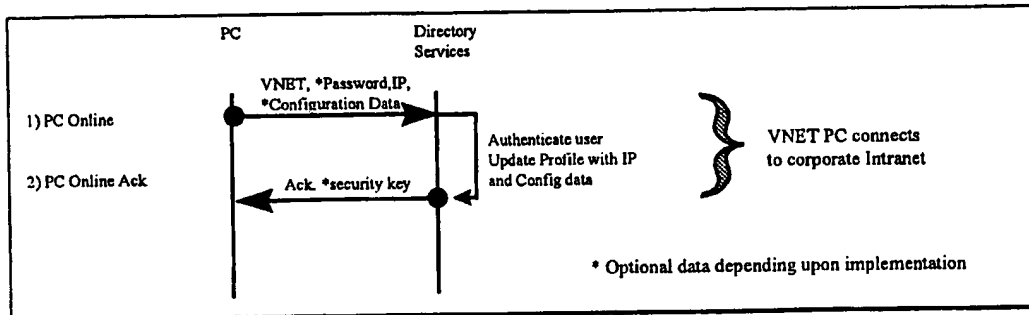 PC
Directory
Services
VNET, *Password,IP,
*Configuration Data
1) PC Online
Authenticate user
Update Profile with IP
and Config data
VNET PC connects
to corporate Intranet
2) PC Online Ack
Ack. *security key
* Optional data depending upon implementation